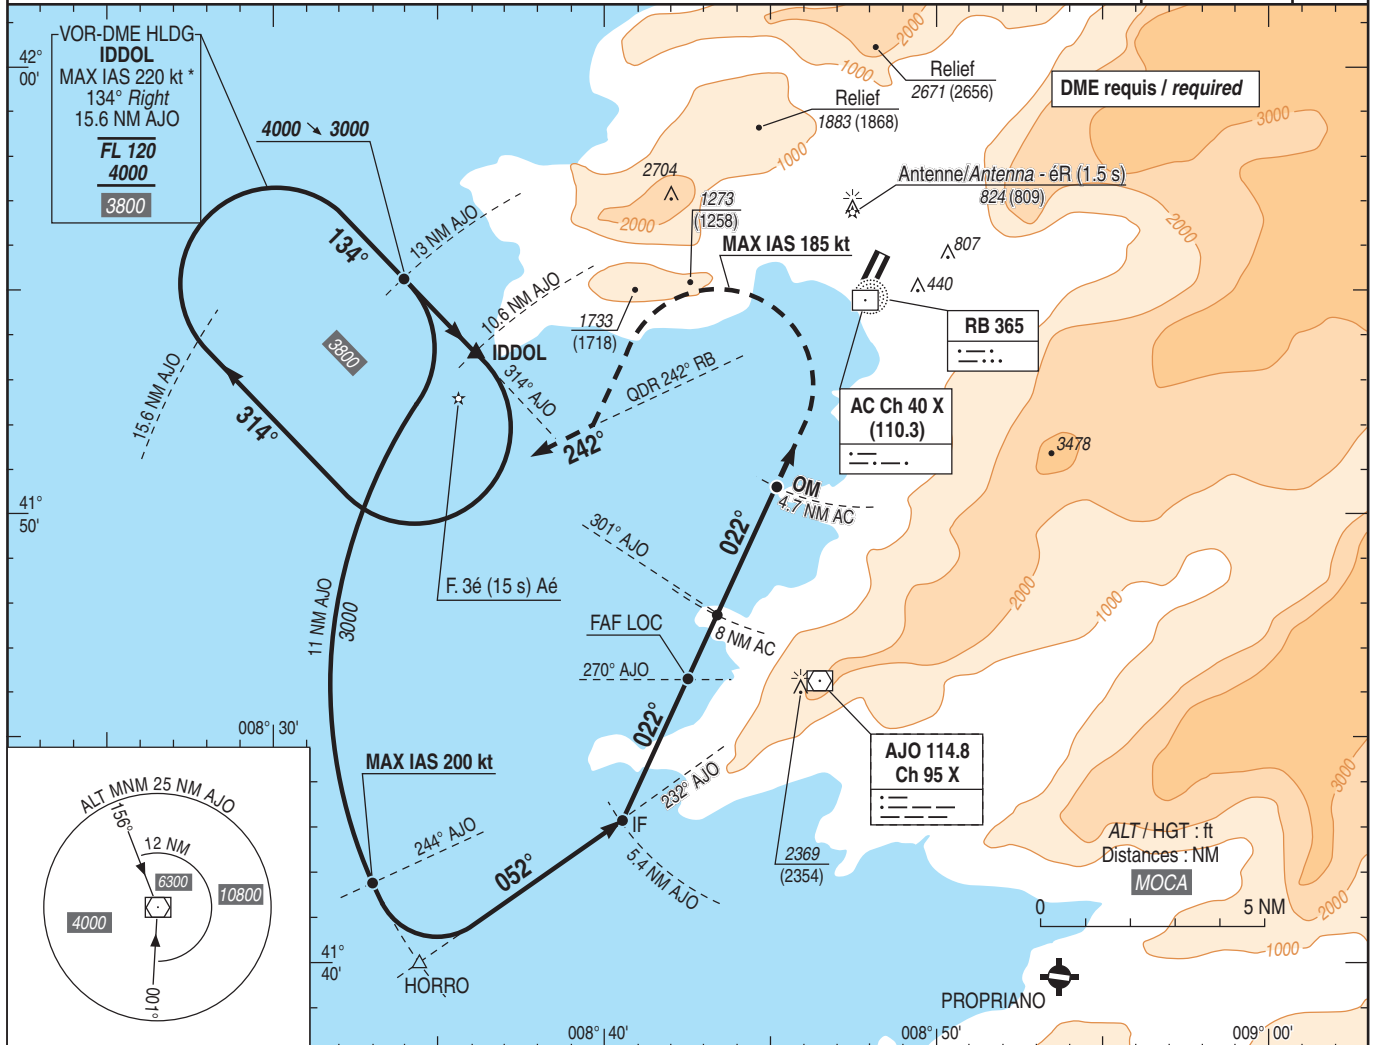 VOR-DME HLDG
IDDOL
MAX IAS 220 kt *
134° Right
15.6 NM AJO
FL 120
4000
3800
42°
00'
4000 ↘ 3000
134°
13 NM AJO
10.6 NM AJO
IDDOL
314° AJO
3800
15.6 NM AJO
314°
2000
1000
Relief
2671 (2656)
Relief
1883 (1868)
1000
DME requis / required
3000
2704
2000
1273
(1258)
MAX IAS 185 kt
Antenne/Antenna - éR (1.5 s)
824 (809)
2000
807
440
1733
(1718)
QDR 242° RB
242°
RB 365
AC Ch 40 X
(110.3)
3478
41°
50'
OM
4.7 NM AC
022°
301° AJO
F. 3é (15 s) Aé
11 NM AJO
3000
FAF LOC
8 NM AC
270° AJO
2000
1000
022°
008° 30'
MAX IAS 200 kt
232° AJO
AJO 114.8
Ch 95 X
3000
IF
244° AJO
052°
5.4 NM AJO
2369
(2354)
ALT / HGT : ft
Distances : NM
MOCA
0
5 NM
2000
1000
ALT MNM 25 NM AJO
156°
12 NM
6300
10800
4000
001°
41°
40'
HORRO
PROPRIANO
008° 40'
008° 50'
009° 00'